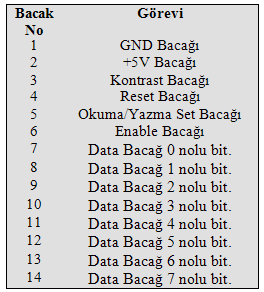 Bacak No Görevi
1 GND Bacağı
2 +5V Bacağı
3 Kontrast Bacağı
4 Reset Bacağı
5 Okuma/Yazma Set Bacağı
6 Enable Bacağı
7 Data Bacağ 0 nolu bit.
8 Data Bacağ 1 nolu bit.
9 Data Bacağ 2 nolu bit.
10 Data Bacağ 3 nolu bit.
11 Data Bacağ 4 nolu bit.
12 Data Bacağ 5 nolu bit.
13 Data Bacağ 6 nolu bit.
14 Data Bacağ 7 nolu bit.